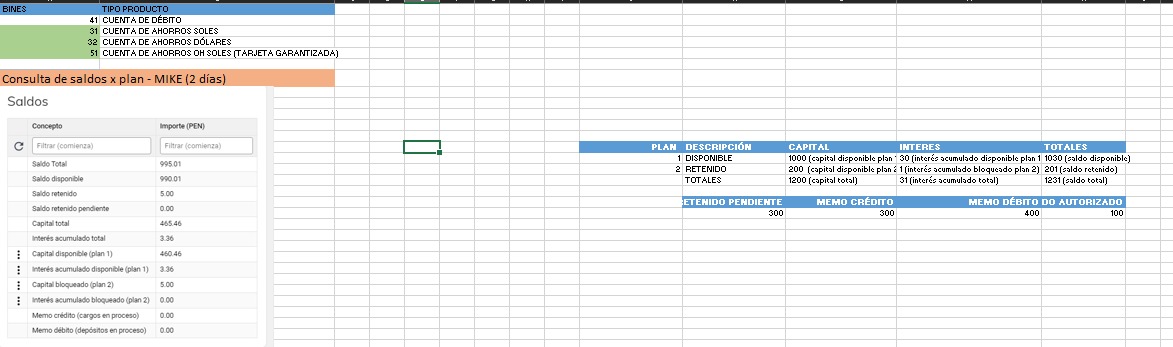 BINES TIPO PRODUCTO
41 CUENTA DE DÉBITO
31 CUENTA DE AHORROS SOLES
32 CUENTA DE AHORROS DÓLARES
51 CUENTA DE AHORROS OH SOLES (TARJETA GARANTIZADA)
Consulta de saldos x plan - MIKE (2 días)
Saldos
Concepto Importe (PEN)
Filtrar (comienza) Filtrar (comienza)
Saldo Total 995.01
Saldo disponible 990.01
Saldo retenido 5.00
Saldo retenido pendiente 0.00
Capital total 465.46
Interés acumulado total 3.36
Capital disponible (plan 1) 460.46
Interés acumulado disponible (plan 1) 3.36
Capital bloqueado (plan 2) 5.00
Interés acumulado bloqueado (plan 2) 0.00
Memo crédito (cargos en proceso) 0.00
Memo débito (depósitos en proceso) 0.00
PLAN DESCRIPCIÓN CAPITAL INTERES TOTALES
1 DISPONIBLE 1000 (capital disponible plan 1 30 (interés acumulado disponible plan 1 1030 (saldo disponible)
2 RETENIDO 200 (capital disponible plan 2 1 (interés acumulado bloqueado plan 2) 201 (saldo retenido)
TOTALES 1200 (capital total) 31 (interés acumulado total) 1231 (saldo total)
ETENIDO PENDIENTE MEMO CRÉDITO MEMO DÉBITO DO AUTORIZADO
300 300 400 100